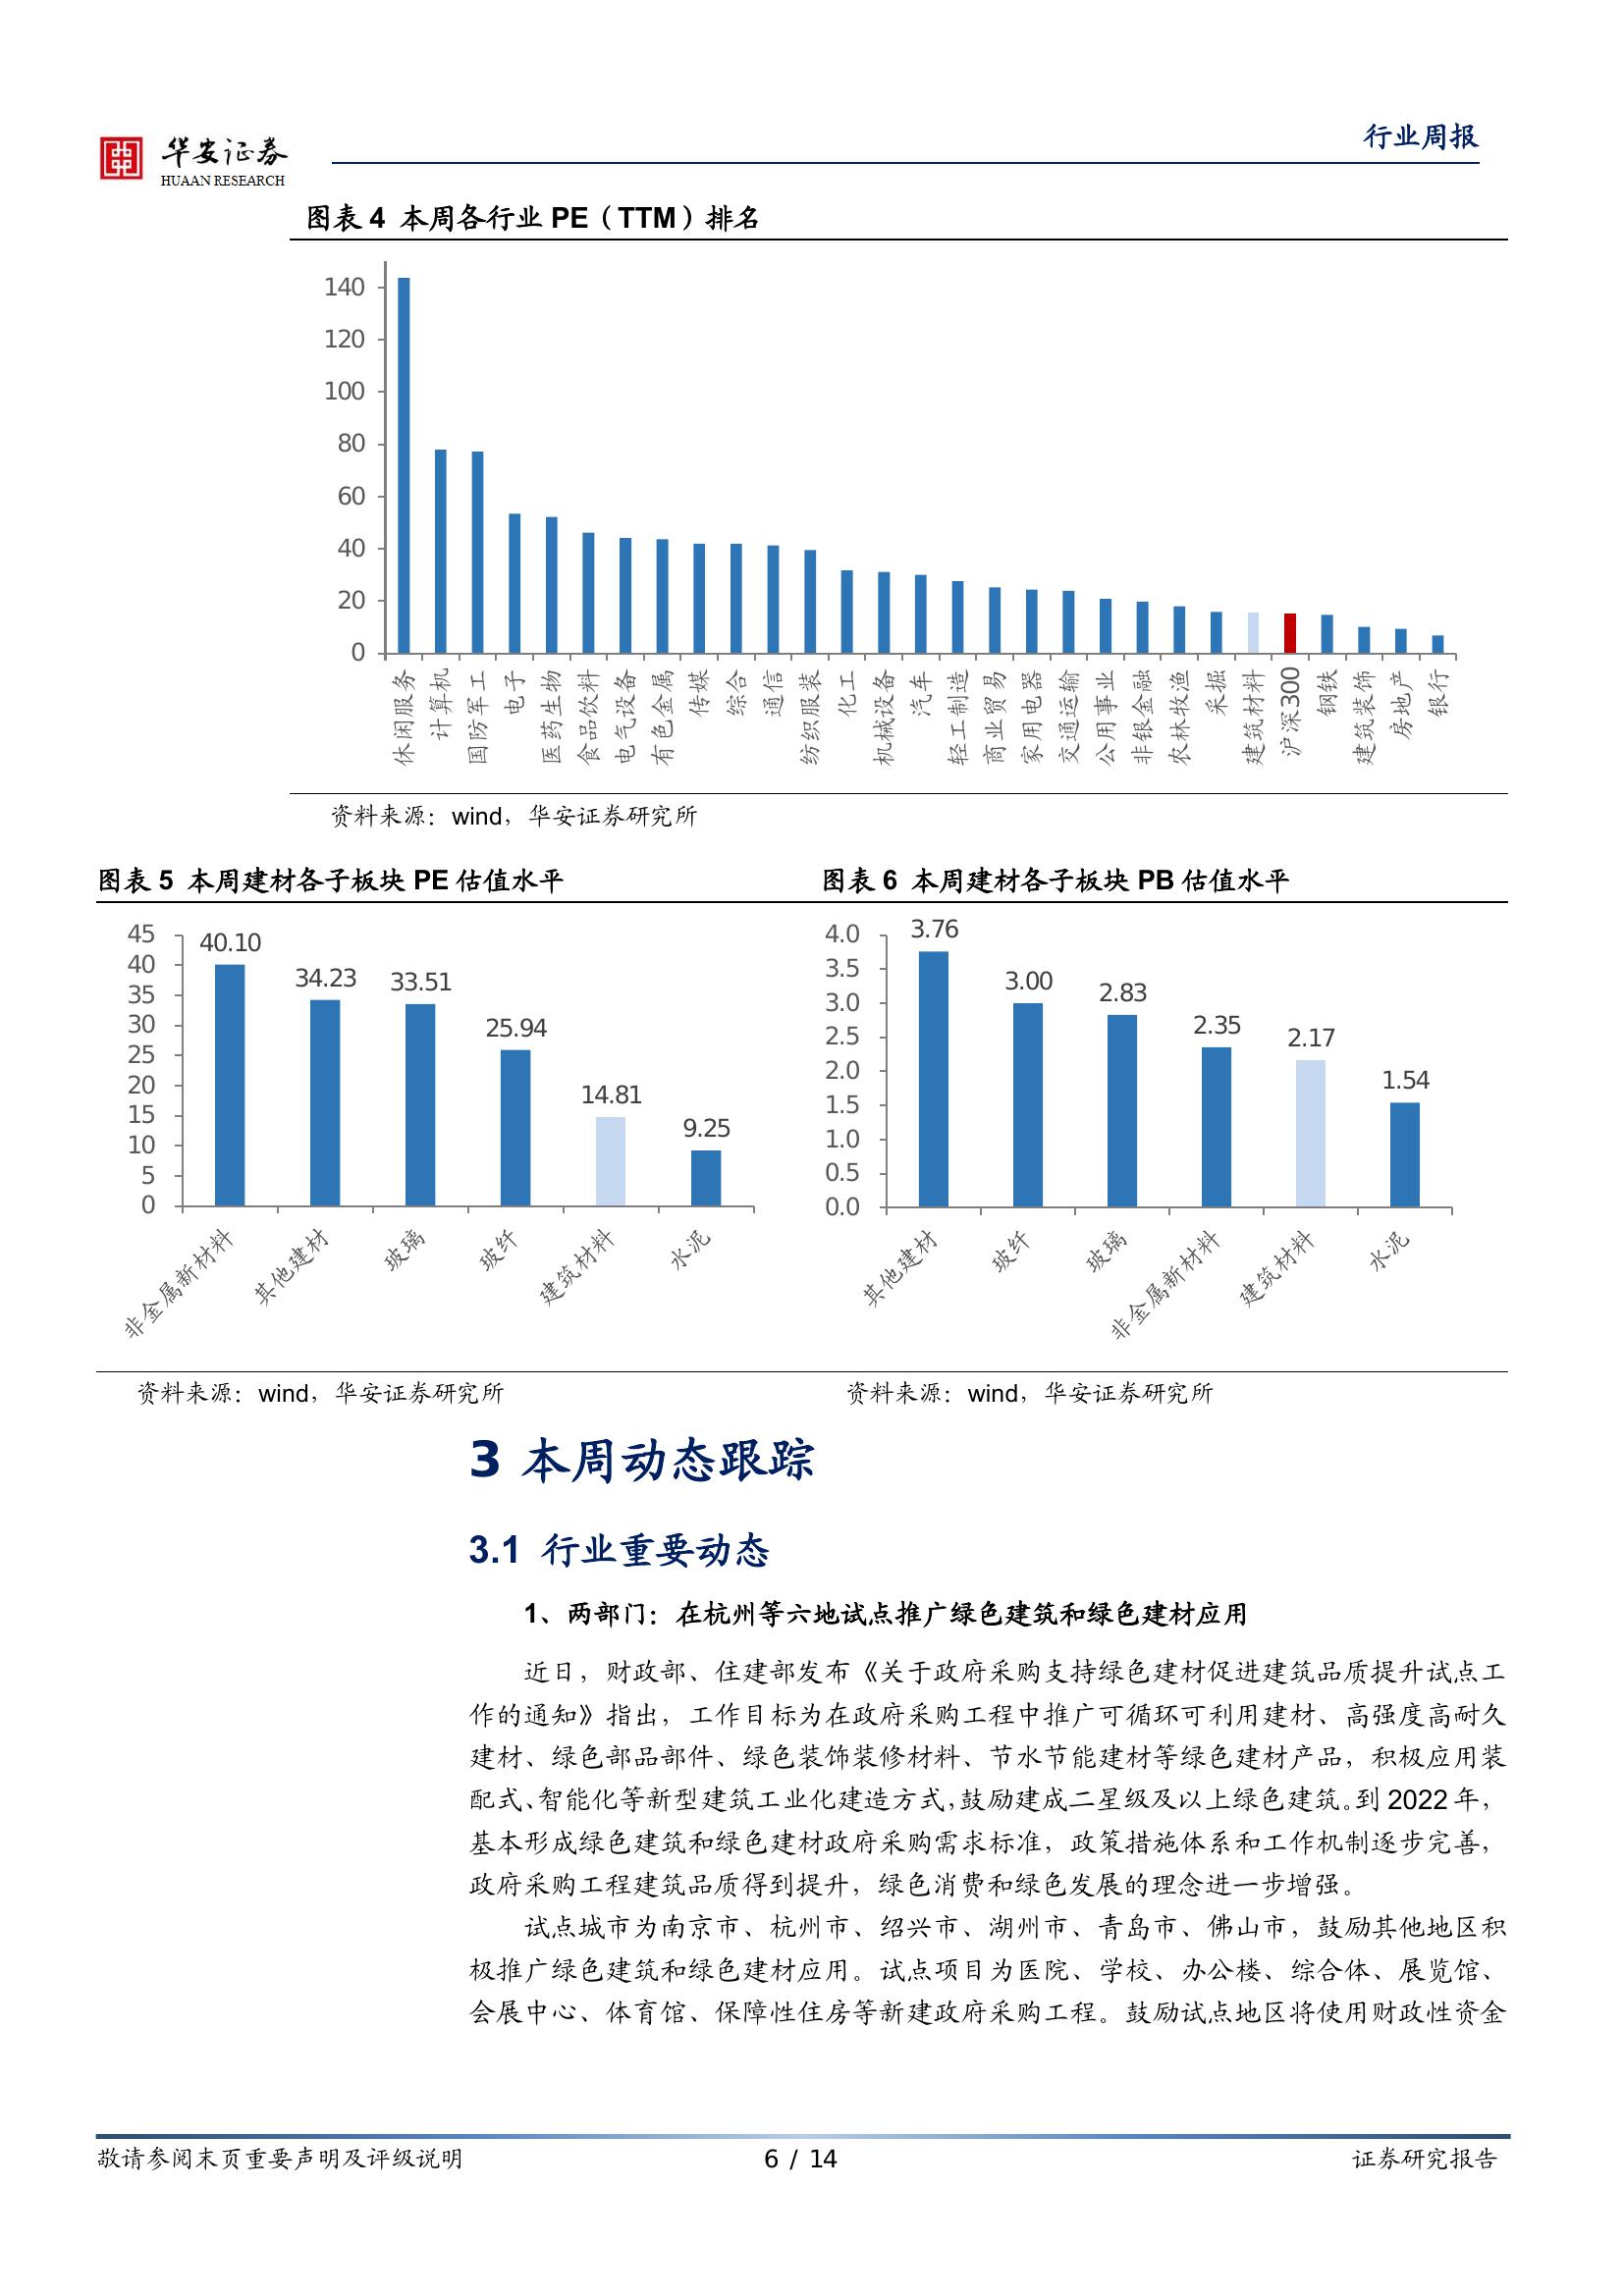 华安证券
HUAAN RESEARCH
行业周报
图表 4 本周各行业 PE（TTM）排名
140
120
100
80
60
40
20
0
休闲服务
计算机
国防军工
电子
医药生物
食品饮料
电气设备
有色金属
传媒
综合
通信
纺织服装
化工
机械设备
汽车
轻工制造
商业贸易
家用电器
交通运输
公用事业
非银金融
农林牧渔
采掘
建筑材料
沪深300
钢铁
建筑装饰
房地产
银行
资料来源：wind，华安证券研究所
图表 5 本周建材各子板块 PE 估值水平
45
40
35
30
25
20
15
10
5
0
40.10
34.23
33.51
25.94
14.81
9.25
非金属新材料
其他建材
玻璃
玻纤
建筑材料
水泥
资料来源：wind，华安证券研究所
图表 6 本周建材各子板块 PB 估值水平
4.0
3.5
3.0
2.5
2.0
1.5
1.0
0.5
0.0
3.76
3.00
2.83
2.35
2.17
1.54
其他建材
玻纤
玻璃
非金属新材料
建筑材料
水泥
资料来源：wind，华安证券研究所
3 本周动态跟踪
3.1 行业重要动态
1、两部门：在杭州等六地试点推广绿色建筑和绿色建材应用
近日，财政部、住建部发布《关于政府采购支持绿色建材促进建筑品质提升试点工
作的通知》指出，工作目标为在政府采购工程中推广可循环可利用建材、高强度高耐久
建材、绿色部品部件、绿色装饰装修材料、节水节能建材等绿色建材产品，积极应用装
配式、智能化等新型建筑工业化建造方式，鼓励建成二星级及以上绿色建筑。到 2022 年，
基本形成绿色建筑和绿色建材政府采购需求标准，政策措施体系和工作机制逐步完善，
政府采购工程建筑品质得到提升，绿色消费和绿色发展的理念进一步增强。
试点城市为南京市、杭州市、绍兴市、湖州市、青岛市、佛山市，鼓励其他地区积
极推广绿色建筑和绿色建材应用。试点项目为医院、学校、办公楼、综合体、展览馆、
会展中心、体育馆、保障性住房等新建政府采购工程。鼓励试点地区将使用财政性资金
敬请参阅末页重要声明及评级说明
6 / 14
证券研究报告